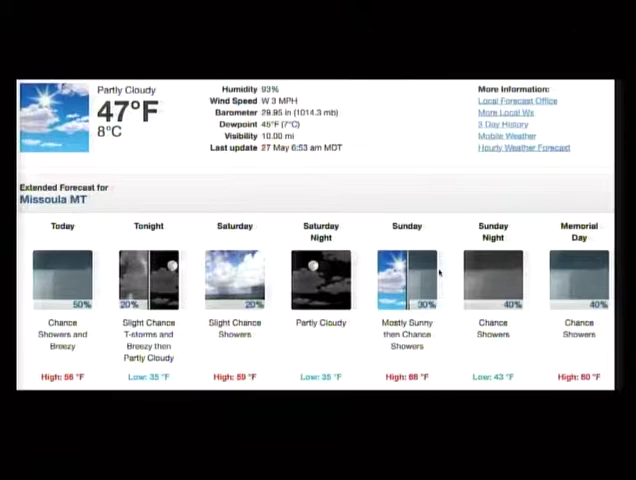 Partly Cloudy
47°F
8°C
Humidity 93%
Wind Speed W 3 MPH
Barometer 29.95 in (1014.3 mb)
Dewpoint 45°F (7°C)
Visibility 10.00 mi
Last update 27 May 6:53 am MDT
More Information:
Local Forecast Office
More Local Wx
3 Day History
Mobile Weather
Hourly Weather Forecast
Extended Forecast for
Missoula MT
Today
50%
Chance
Showers and
Breezy
High: 56 °F
Tonight
20%
Slight Chance
T-storms and
Breezy then
Partly Cloudy
Low: 35 °F
Saturday
20%
Slight Chance
Showers
High: 59 °F
Saturday
Night
Partly Cloudy
Low: 35 °F
Sunday
30%
Mostly Sunny
then Chance
Showers
High: 66 °F
Sunday
Night
40%
Chance
Showers
Low: 43 °F
Memorial
Day
40%
Chance
Showers
High: 60 °F